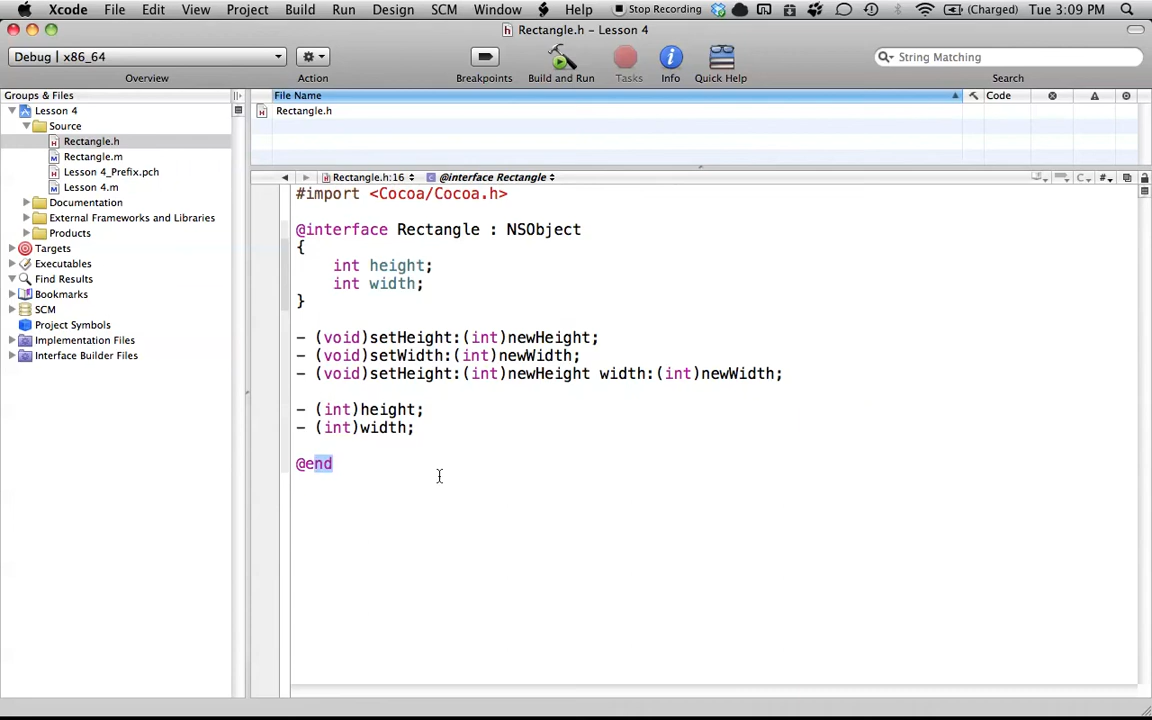 Xcode File Edit View Project Build Run Design SCM Window Help Stop Recording (Charged) Tue 3:09 PM
Rectangle.h – Lesson 4
Debug | x86_64 String Matching
Overview Action Breakpoints Build and Run Tasks Info Quick Help Search
Groups & Files File Name Code
Lesson 4 Rectangle.h
Source
Rectangle.h
Rectangle.m
Lesson 4_Prefix.pch
Lesson 4.m
Documentation
External Frameworks and Libraries
Products
Targets
Executables
Find Results
Bookmarks
SCM
Project Symbols
Implementation Files
Interface Builder Files
Rectangle.h:16 @interface Rectangle C #
#import <Cocoa/Cocoa.h>
@interface Rectangle : NSObject
{
int height;
int width;
}
- (void)setHeight:(int)newHeight;
- (void)setWidth:(int)newWidth;
- (void)setHeight:(int)newHeight width:(int)newWidth;
- (int)height;
- (int)width;
@end